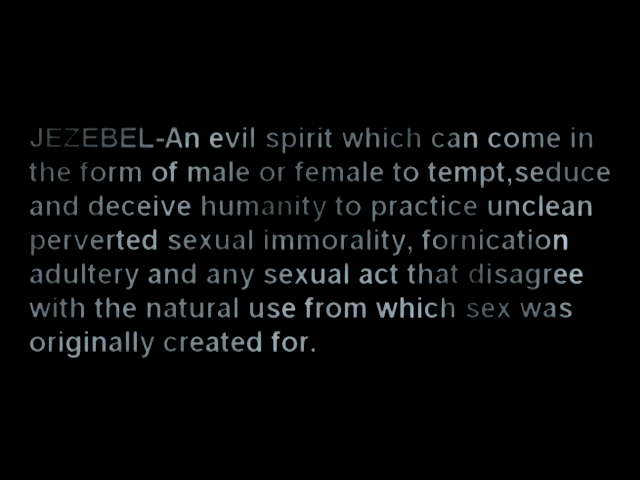 JEZEBEL-An evil spirit which can come in
the form of male or female to tempt,seduce
and deceive humanity to practice unclean
perverted sexual immorality, fornication
adultery and any sexual act that disagree
with the natural use from which sex was
originally created for.